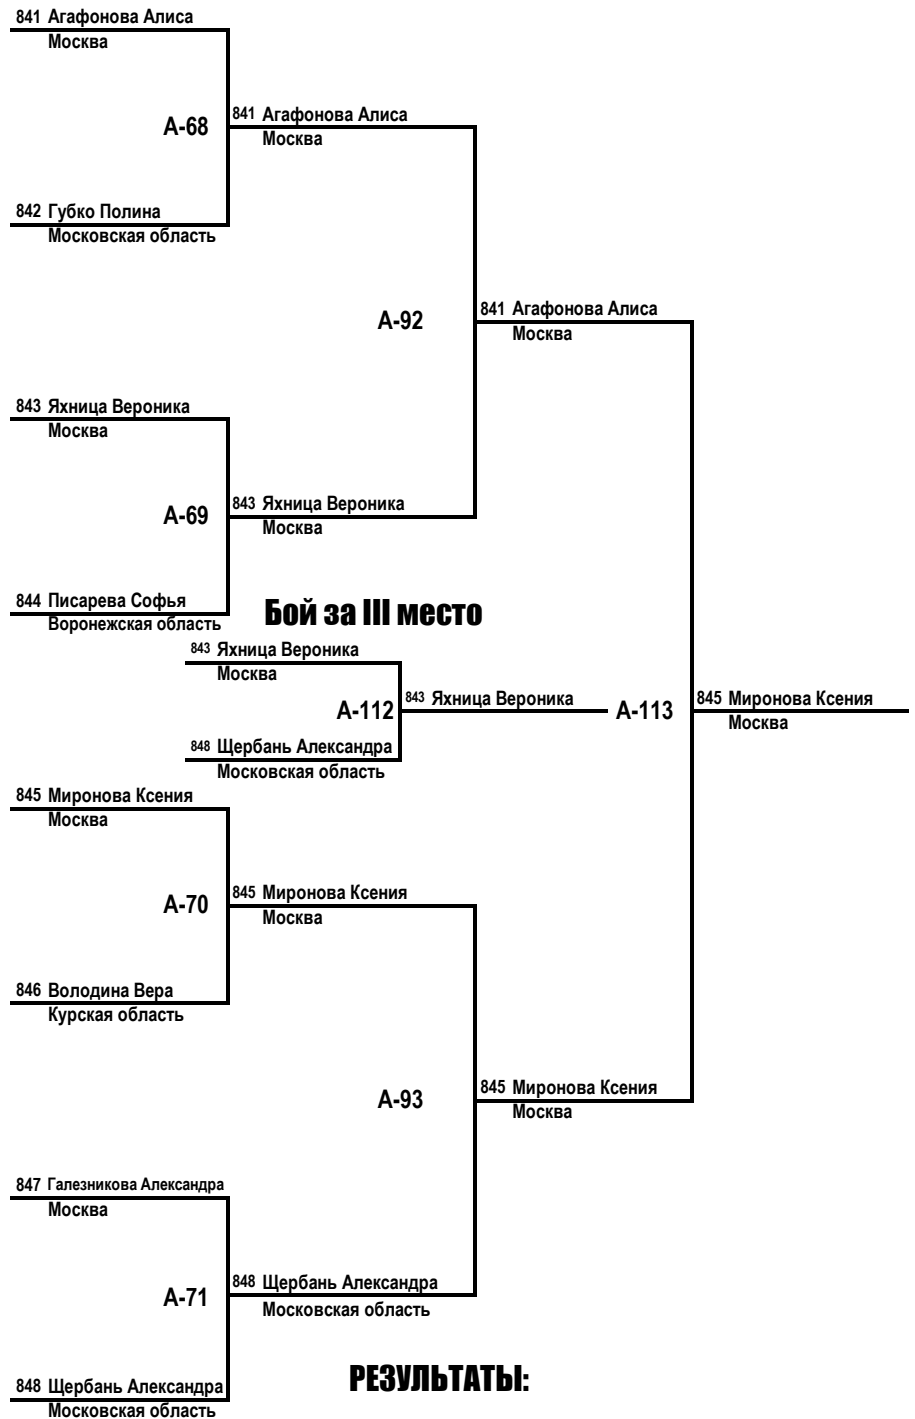 841 Агафонова Алиса
Москва
А-68
841 Агафонова Алиса
Москва
842 Губко Полина
Московская область
А-92
841 Агафонова Алиса
Москва
843 Яхница Вероника
Москва
А-69
843 Яхница Вероника
Москва
844 Писарева Софья
Воронежская область
Бой за III место
843 Яхница Вероника
Москва
А-112
843 Яхница Вероника
А-113
845 Миронова Ксения
Москва
848 Щербань Александра
Московская область
845 Миронова Ксения
Москва
А-70
845 Миронова Ксения
Москва
846 Володина Вера
Курская область
А-93
845 Миронова Ксения
Москва
847 Галезникова Александра
Москва
А-71
848 Щербань Александра
Московская область
РЕЗУЛЬТАТЫ:
848 Щербань Александра
Московская область